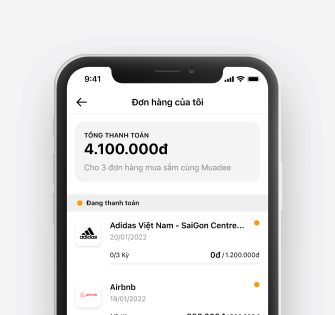 9:41
Đơn hàng của tôi
TỔNG THANH TOÁN
4.100.000đ
Cho 3 đơn hàng mua sắm cùng Muadee
Đang thanh toán
adidas
Adidas Việt Nam - SaiGon Centre...
20/01/2022
0/3 Kỳ
0đ / 1.200.000đ
airbnb
Airbnb
18/01/2022